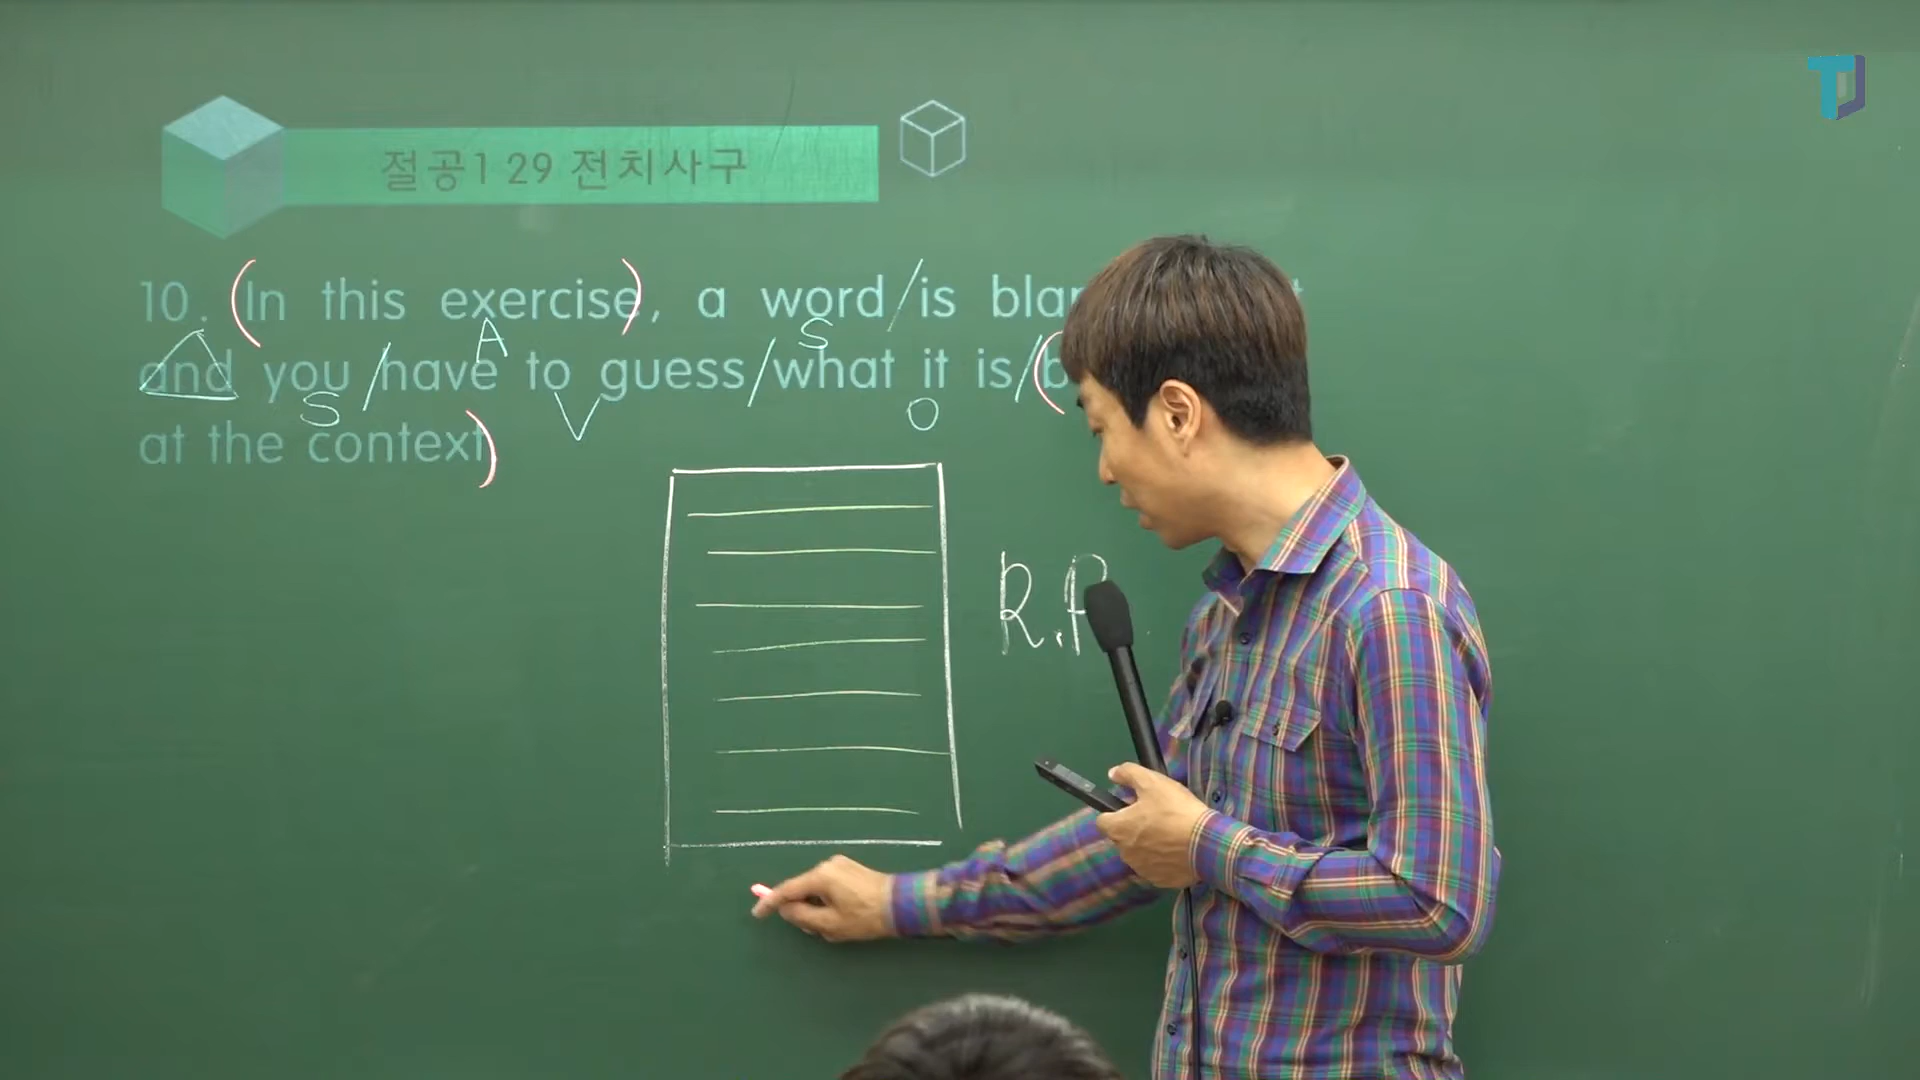 절공1 29 전치사구
10. (In this exercise), a word/is
A S
and you/have to guess/what it is/(
S V O
at the context)
R.P
TJ